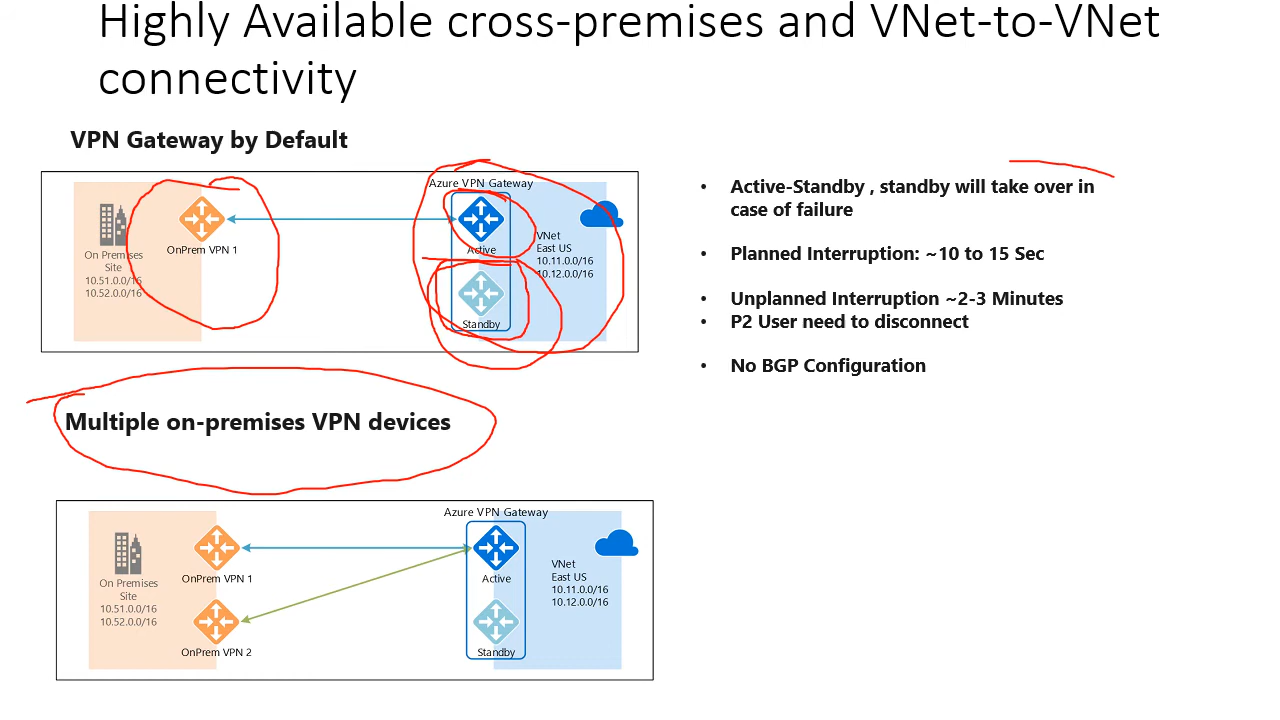 Highly Available cross-premises and VNet-to-VNet
connectivity
VPN Gateway by Default
Azure VPN Gateway
OnPrem VPN 1
On Premises
Site
10.51.0.0/16
10.52.0.0/16
Active
Standby
VNet
East US
10.11.0.0/16
10.12.0.0/16
• Active-Standby , standby will take over in
case of failure
• Planned Interruption: ~10 to 15 Sec
• Unplanned Interruption ~2-3 Minutes
• P2 User need to disconnect
• No BGP Configuration
Multiple on-premises VPN devices
Azure VPN Gateway
On Premises
Site
10.51.0.0/16
10.52.0.0/16
OnPrem VPN 1
OnPrem VPN 2
Active
Standby
VNet
East US
10.11.0.0/16
10.12.0.0/16